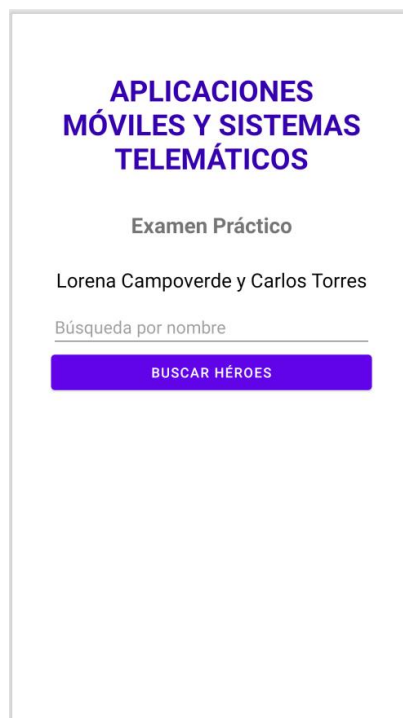 APLICACIONES
MÓVILES Y SISTEMAS
TELEMÁTICOS
Examen Práctico
Lorena Campoverde y Carlos Torres
Búsqueda por nombre
BUSCAR HÉROES